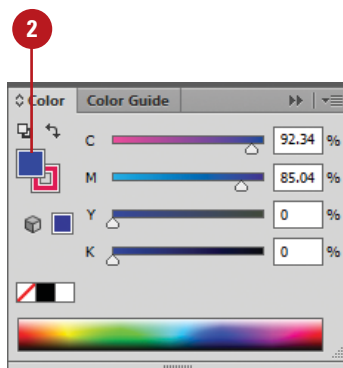 2
Color Color Guide
C 92.34 %
M 85.04 %
Y 0 %
K 0 %